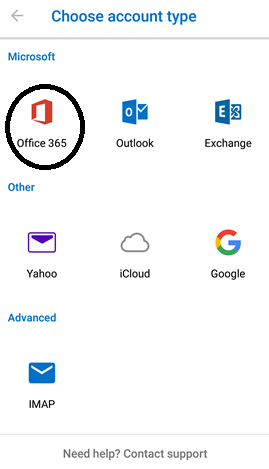 Choose account type
Microsoft
Office 365 Outlook Exchange
Other
Yahoo iCloud Google
Advanced
IMAP
Need help? Contact support